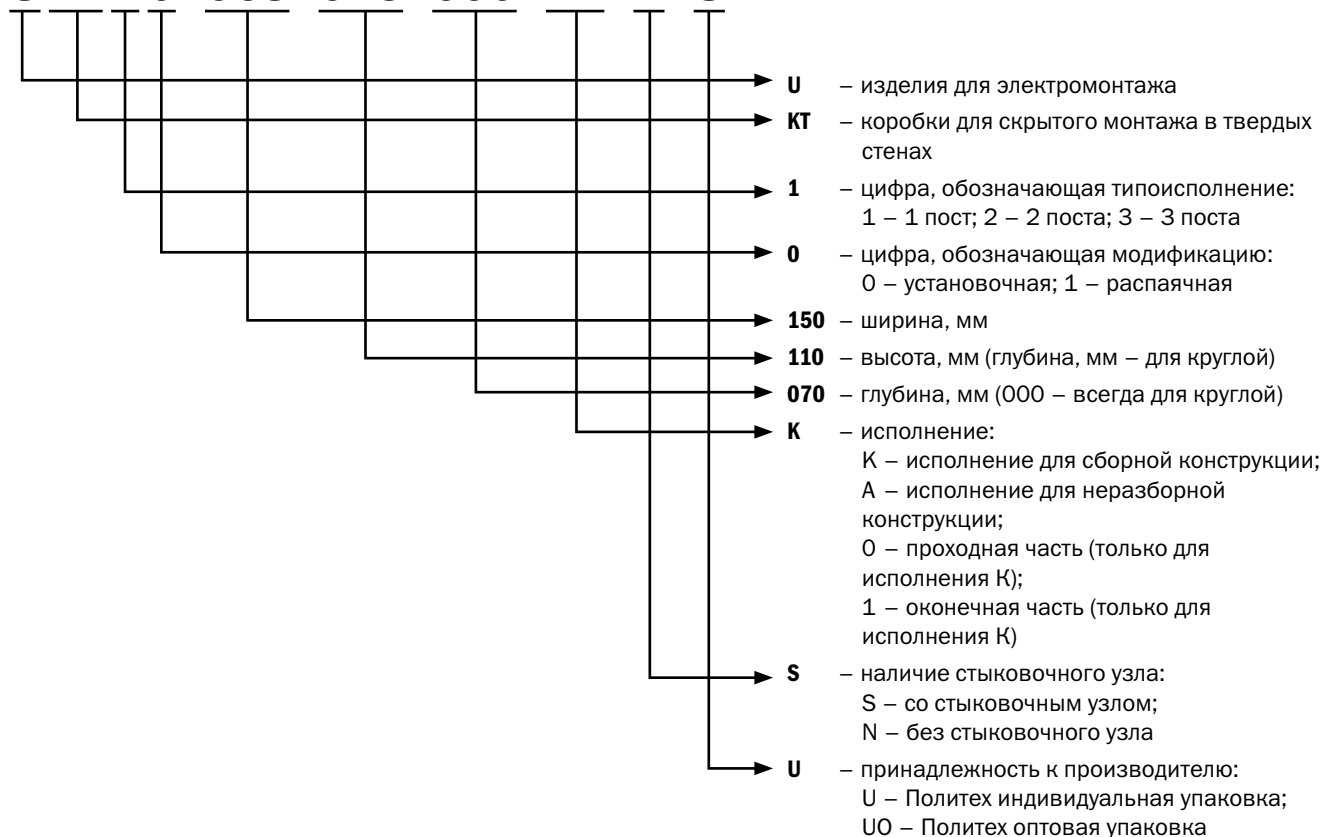 U – изделия для электромонтажа
KT – коробки для скрытого монтажа в твердых
стенах
1 – цифра, обозначающая типоисполнение:
1 – 1 пост; 2 – 2 поста; 3 – 3 поста
0 – цифра, обозначающая модификацию:
0 – установочная; 1 – распаячная
150 – ширина, мм
110 – высота, мм (глубина, мм – для круглой)
070 – глубина, мм (000 – всегда для круглой)
K – исполнение:
K – исполнение для сборной конструкции;
A – исполнение для неразборной
конструкции;
0 – проходная часть (только для
исполнения К);
1 – оконечная часть (только для
исполнения К)
S – наличие стыковочного узла:
S – со стыковочным узлом;
N – без стыковочного узла
U – принадлежность к производителю:
U – Политех индивидуальная упаковка;
UO – Политех оптовая упаковка